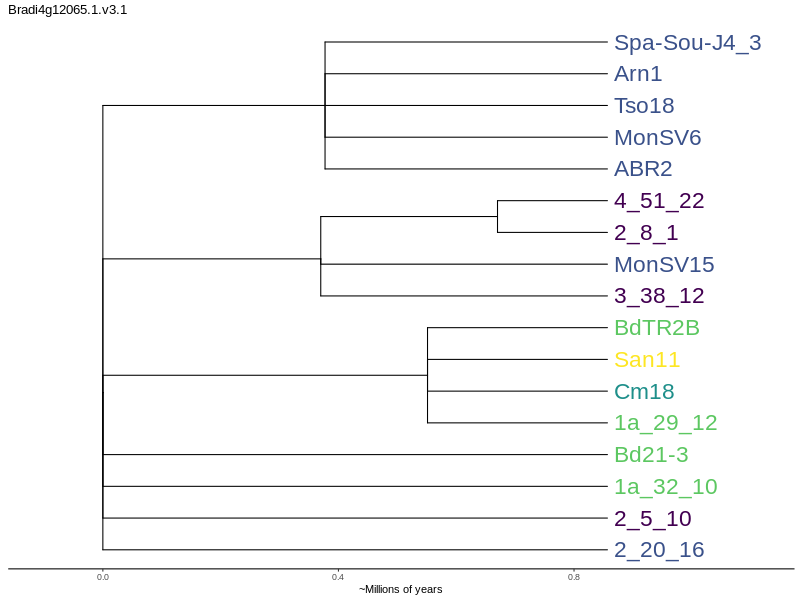 Bradi4g12065.1.v3.1
Spa-Sou-J4_3
Arn1
Tso18
MonSV6
ABR2
4_51_22
2_8_1
MonSV15
3_38_12
BdTR2B
San11
Cm18
1a_29_12
Bd21-3
1a_32_10
2_5_10
2_20_16
0.0 0.4 0.8
~Millions of years